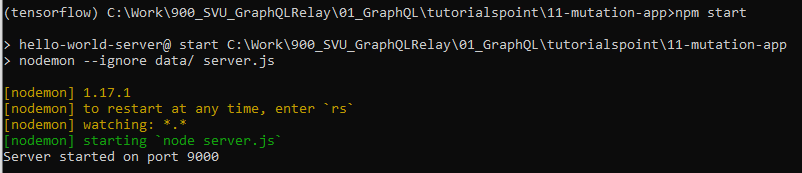 (tensorflow) C:\Work\900_SVU_GraphQLRelay\01_GraphQL\tutorialspoint\11-mutation-app>npm start
> hello-world-server@ start C:\Work\900_SVU_GraphQLRelay\01_GraphQL\tutorialspoint\11-mutation-app
> nodemon --ignore data/ server.js
[nodemon] 1.17.1
[nodemon] to restart at any time, enter `rs`
[nodemon] watching: *.*
[nodemon] starting `node server.js`
Server started on port 9000